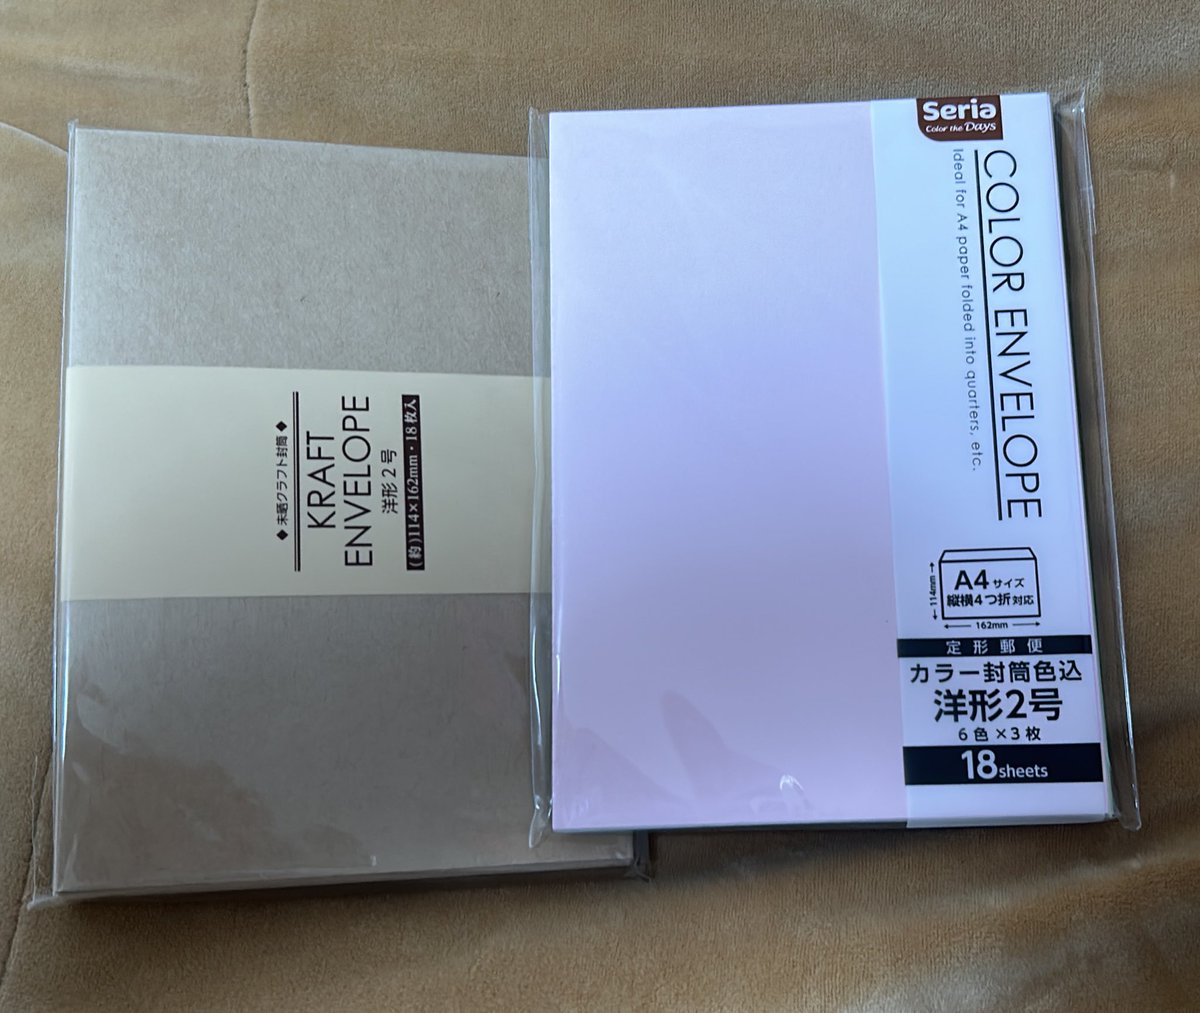 ◆未晒クラフト封筒◆
KRAFT
ENVELOPE
洋形2号
(約)114×162mm・18枚入
Seria
Color the Days
COLOR ENVELOPE
Ideal for A4 paper folded into quarters, etc.
A4サイズ
縦横4つ折対応
114mm
162mm
定形郵便
カラー封筒色込
洋形2号
6色×3枚
18sheets